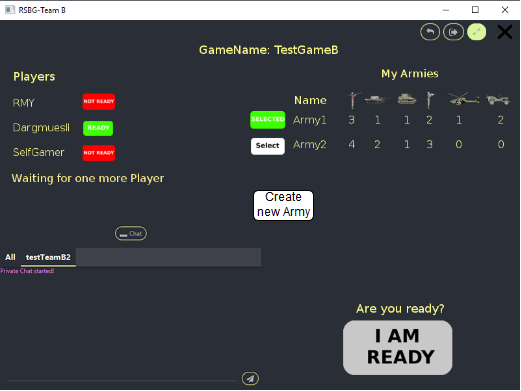 RSBG-Team B
GameName: TestGameB
Players
RMY NOT READY
Dargmuesli READY
SelfGamer NOT READY
Waiting for one more Player
My Armies
Name
SELECTED Army1 3 1 1 2 1 2
Select Army2 4 2 1 3 0 0
Create
new Army
Chat
All testTeamB2
Private Chat started!
Are you ready?
I AM
READY